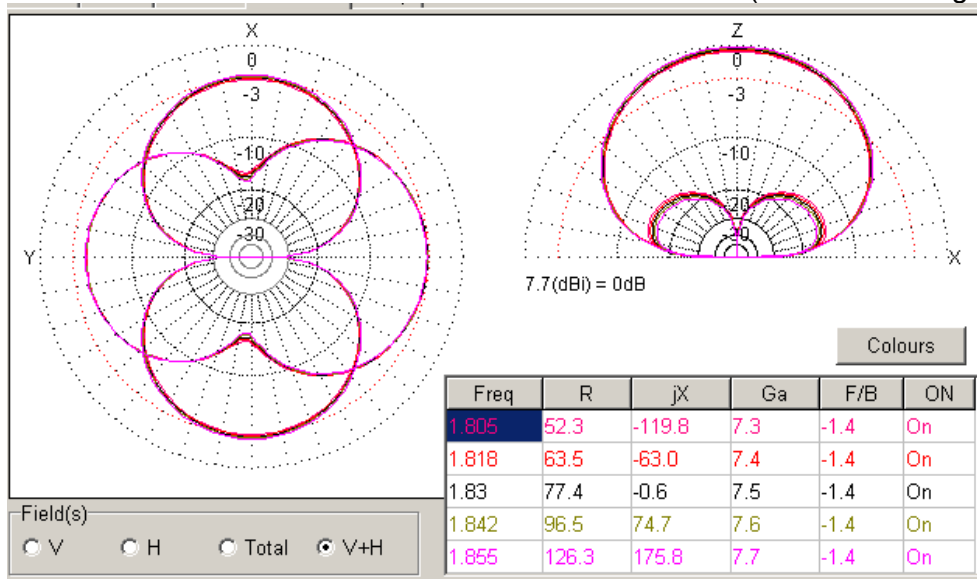 X
0
-3
-10
-20
-30
Y
Z
0
-3
-10
-20
-30
X
7.7(dBi) = 0dB
Colours
Freq R jX Ga F/B ON
1.805 52.3 -119.8 7.3 -1.4 On
1.818 63.5 -63.0 7.4 -1.4 On
1.83 77.4 -0.6 7.5 -1.4 On
1.842 96.5 74.7 7.6 -1.4 On
1.855 126.3 175.8 7.7 -1.4 On
Field(s)
V H Total V+H